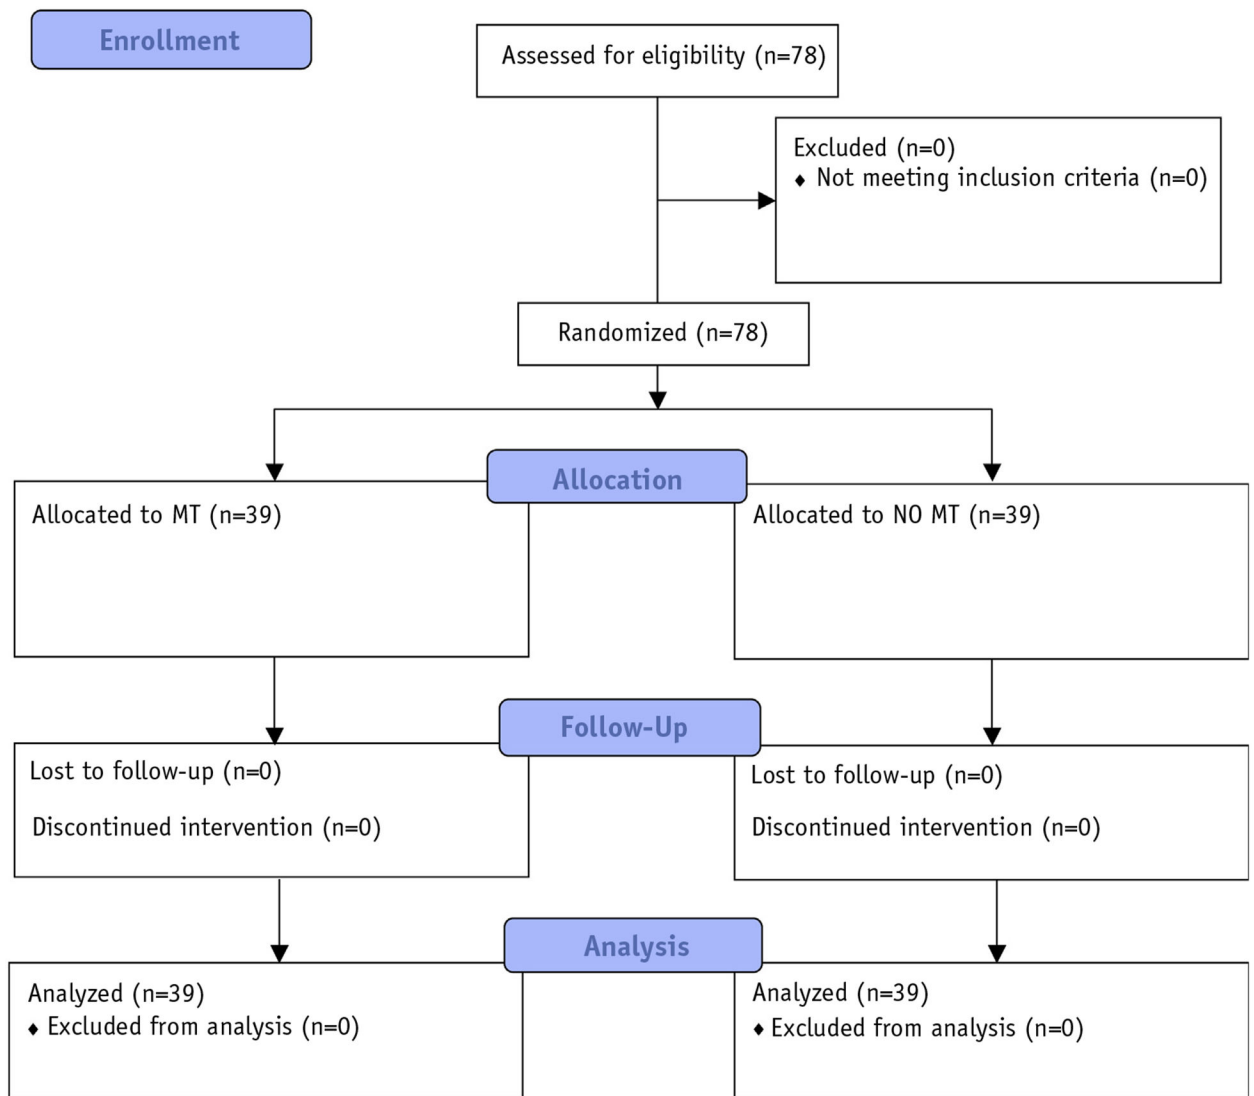 Enrollment
Assessed for eligibility (n=78)
Excluded (n=0)
♦ Not meeting inclusion criteria (n=0)
Randomized (n=78)
Allocation
Allocated to MT (n=39)
Allocated to NO MT (n=39)
Follow-Up
Lost to follow-up (n=0)
Discontinued intervention (n=0)
Lost to follow-up (n=0)
Discontinued intervention (n=0)
Analysis
Analyzed (n=39)
♦ Excluded from analysis (n=0)
Analyzed (n=39)
♦ Excluded from analysis (n=0)